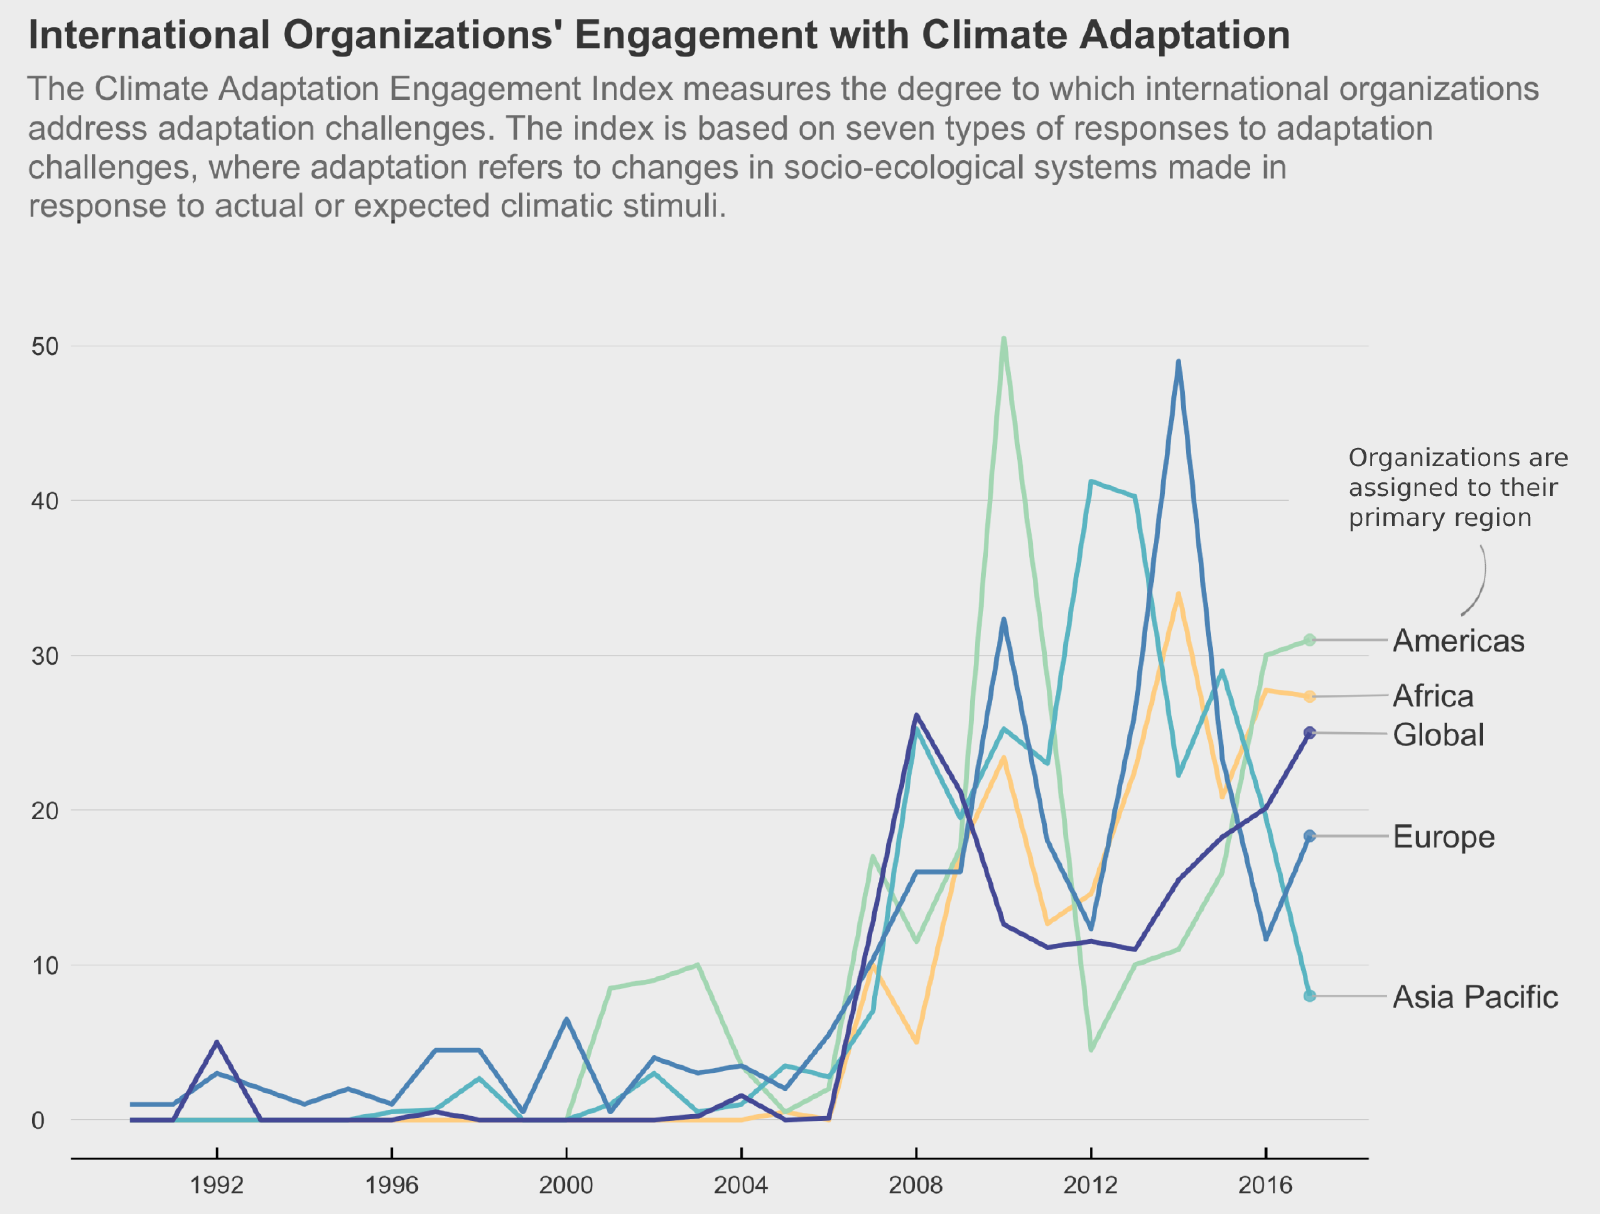 International Organizations' Engagement with Climate Adaptation
The Climate Adaptation Engagement Index measures the degree to which international organizations
address adaptation challenges. The index is based on seven types of responses to adaptation
challenges, where adaptation refers to changes in socio-ecological systems made in
response to actual or expected climatic stimuli.
50
40
30
20
10
0
Organizations are
assigned to their
primary region
Americas
Africa
Global
Europe
Asia Pacific
1992
1996
2000
2004
2008
2012
2016